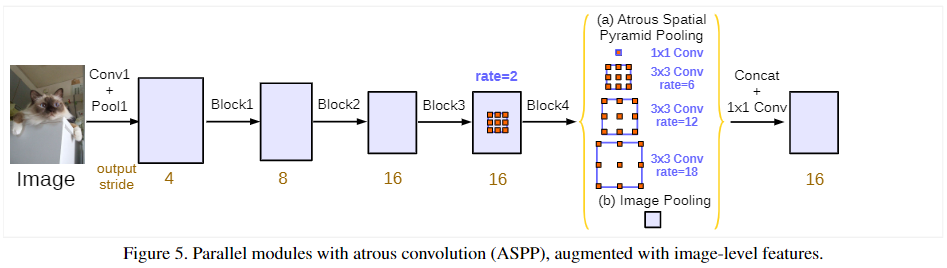 (a) Atrous Spatial
Pyramid Pooling
1x1 Conv
3x3 Conv
rate=6
3x3 Conv
rate=12
3x3 Conv
rate=18
(b) Image Pooling
Conv1
+
Pool1
Block1
Block2
Block3
rate=2
Block4
Concat
+
1x1 Conv
Image
output
stride
4
8
16
16
16
Figure 5. Parallel modules with atrous convolution (ASPP), augmented with image-level features.